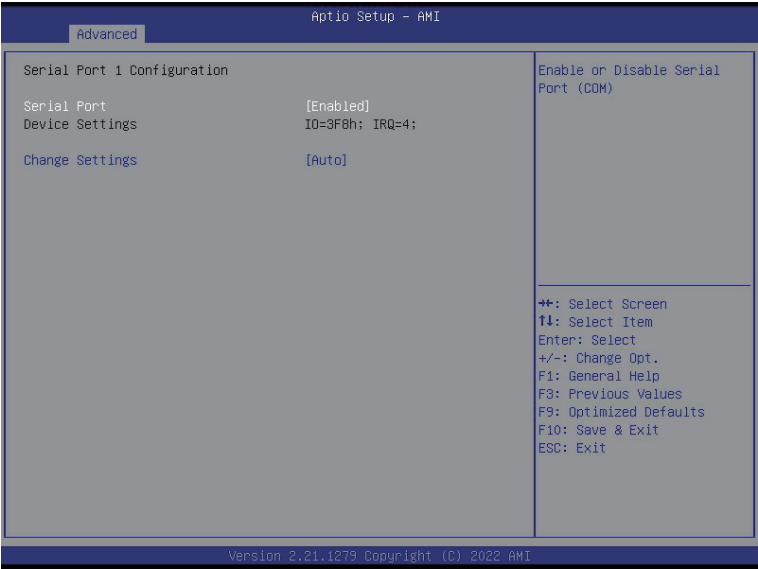 Aptio Setup – AMI
Advanced
Serial Port 1 Configuration
Serial Port [Enabled]
Device Settings IO=3F8h; IRQ=4;
Change Settings [Auto]
Enable or Disable Serial
Port (COM)
→←: Select Screen
↑↓: Select Item
Enter: Select
+/-: Change Opt.
F1: General Help
F3: Previous Values
F9: Optimized Defaults
F10: Save & Exit
ESC: Exit
Version 2.21.1279 Copyright (C) 2022 AMI